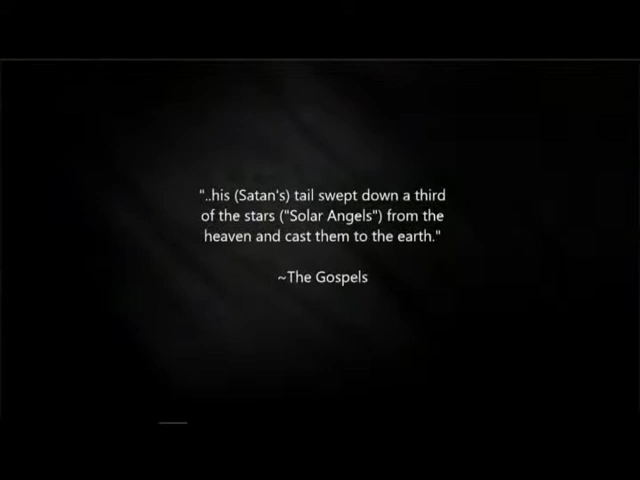 "..his (Satan's) tail swept down a third
of the stars ("Solar Angels") from the
heaven and cast them to the earth."
~The Gospels